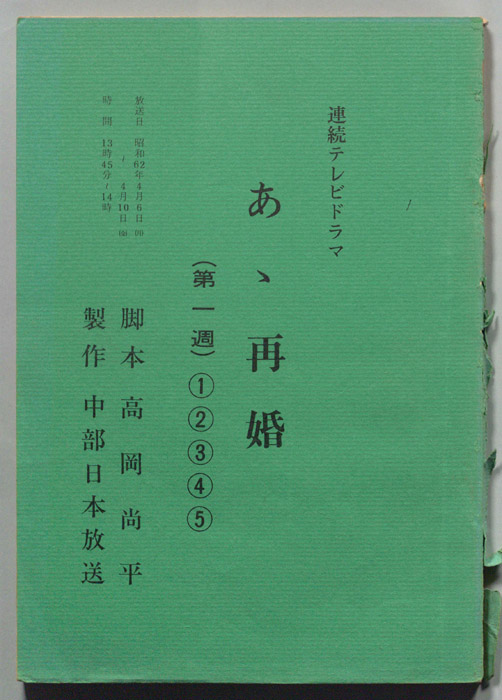 連続テレビドラマ
あゝ再婚
(第一週)①②③④⑤
放送日 昭和62年4月6日㈪
~4月10日㈮
時間 13時45分~14時
脚本 高岡尚平
製作 中部日本放送